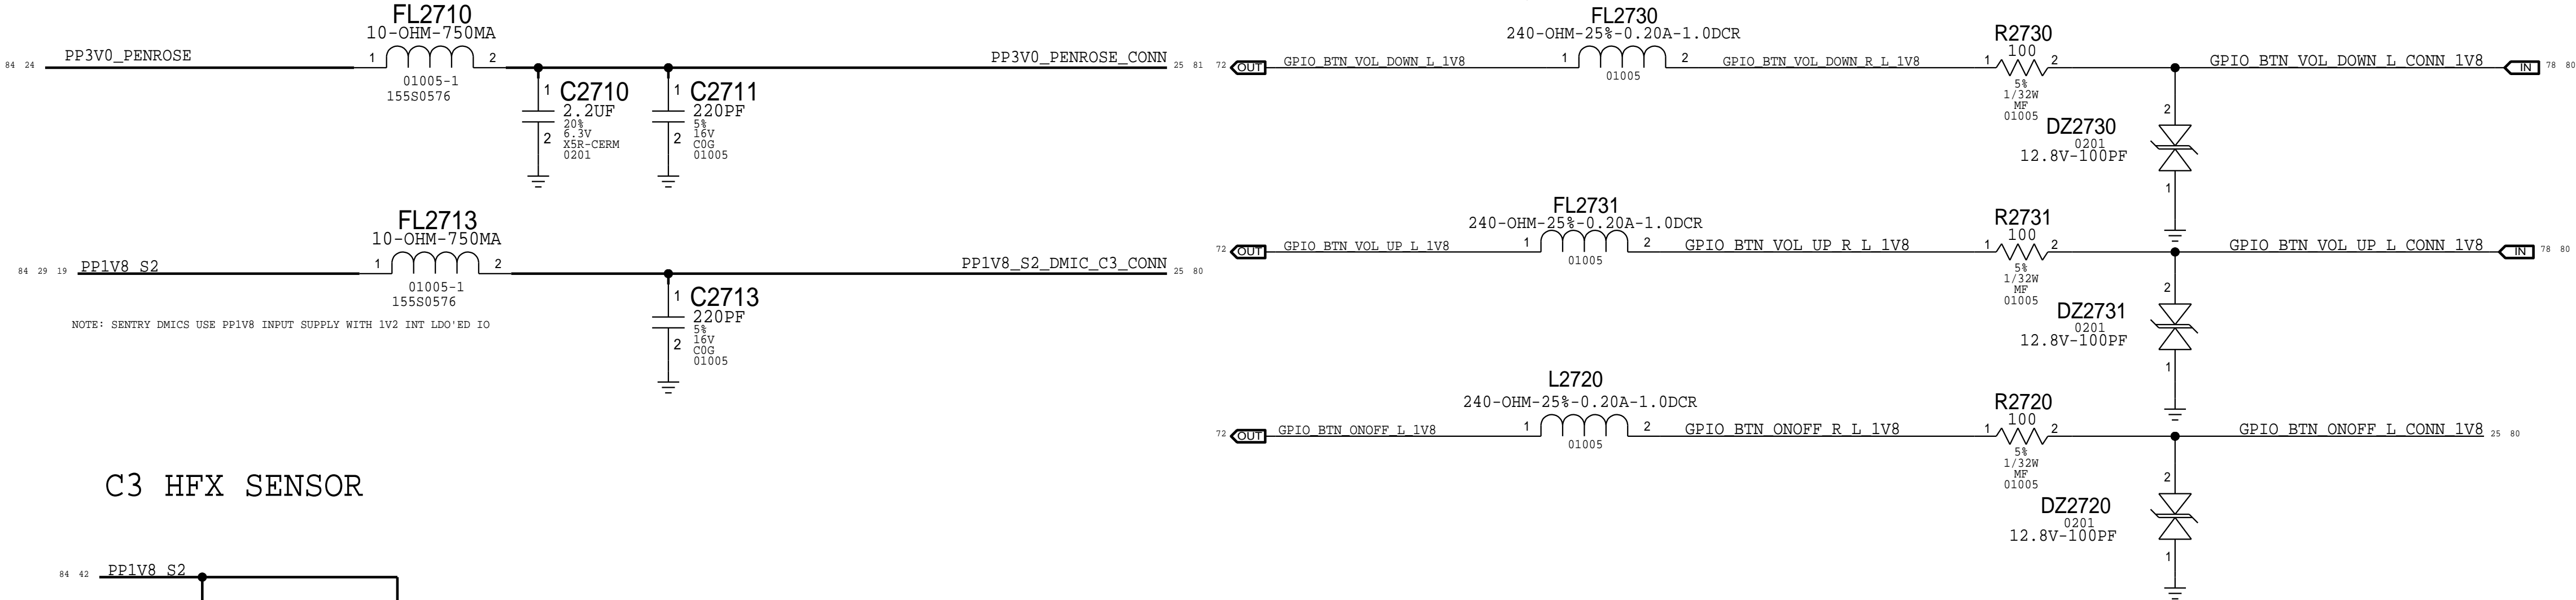 FL2710
10-OHM-750MA
84 24 PP3V0_PENROSE 1 2 PP3V0_PENROSE_CONN 25 81
01005-1
155S0576
1 C2710
2.2UF
20%
6.3V
2 X5R-CERM
0201
1 C2711
220PF
5%
16V
2 C0G
01005
FL2713
10-OHM-750MA
84 29 19 PP1V8_S2 1 2 PP1V8_S2_DMIC_C3_CONN 25 80
01005-1
155S0576
1 C2713
220PF
5%
16V
2 C0G
01005
NOTE: SENTRY DMICS USE PP1V8 INPUT SUPPLY WITH 1V2 INT LDO'ED IO
C3 HFX SENSOR
84 42 PP1V8_S2
FL2730
240-OHM-25%-0.20A-1.0DCR
72 OUT GPIO_BTN_VOL_DOWN_L_1V8 1 2 GPIO_BTN_VOL_DOWN_R_L_1V8
01005
R2730
100
1 2 GPIO_BTN_VOL_DOWN_L_CONN_1V8 IN 78 80
5%
1/32W
MF
01005
2
DZ2730
0201
12.8V-100PF
1
FL2731
240-OHM-25%-0.20A-1.0DCR
72 OUT GPIO_BTN_VOL_UP_L_1V8 1 2 GPIO_BTN_VOL_UP_R_L_1V8
01005
R2731
100
1 2 GPIO_BTN_VOL_UP_L_CONN_1V8 IN 78 80
5%
1/32W
MF
01005
2
DZ2731
0201
12.8V-100PF
1
L2720
240-OHM-25%-0.20A-1.0DCR
72 OUT GPIO_BTN_ONOFF_L_1V8 1 2 GPIO_BTN_ONOFF_R_L_1V8
01005
R2720
100
1 2 GPIO_BTN_ONOFF_L_CONN_1V8 25 80
5%
1/32W
MF
01005
2
DZ2720
0201
12.8V-100PF
1